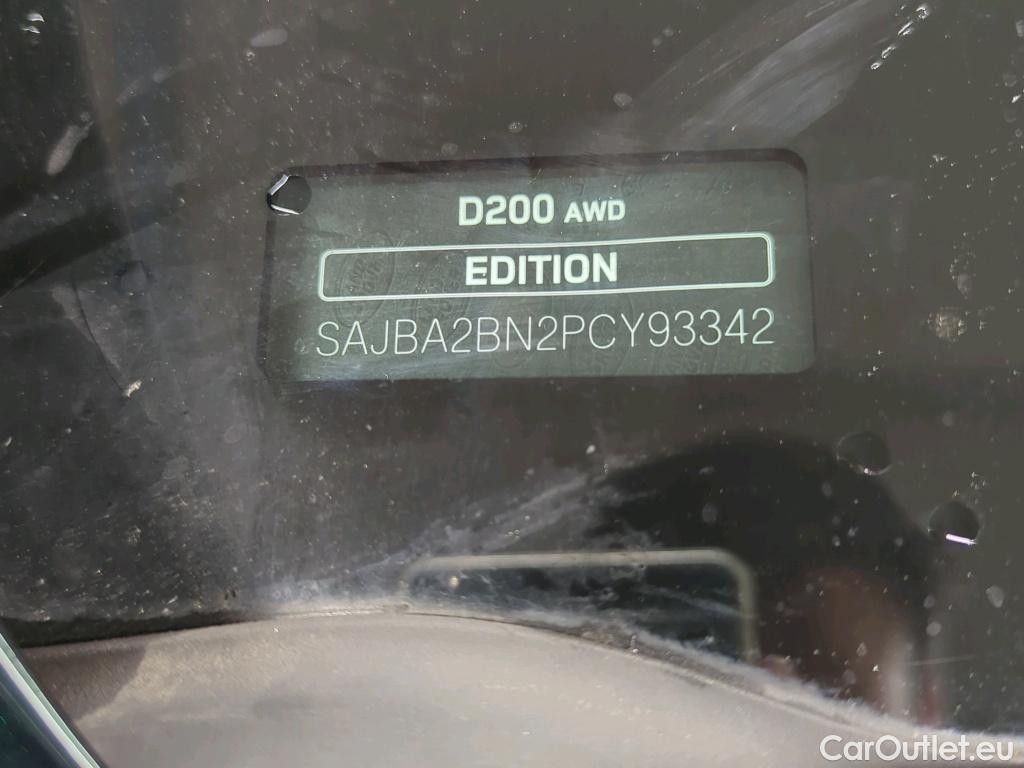 D200 AWD
EDITION
SAJBA2BN2PCY93342
CarOutlet.eu